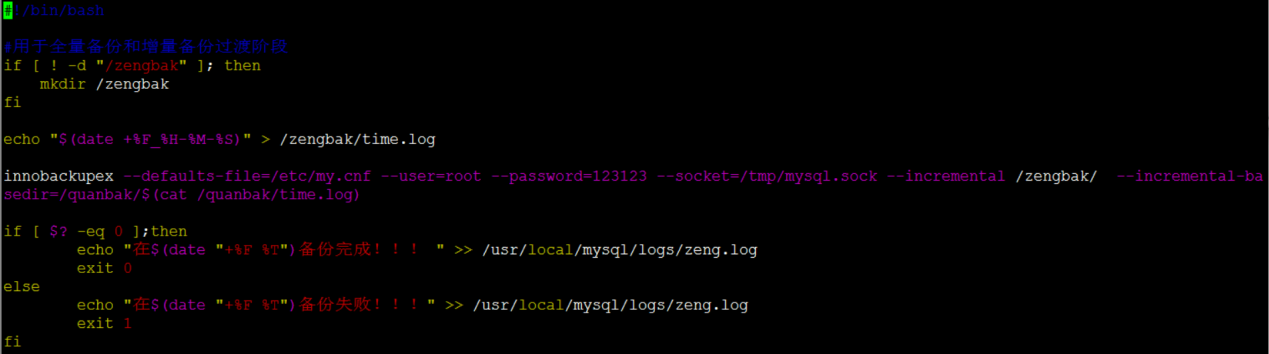 #!/bin/bash
#用于全量备份和增量备份过渡阶段
if [ ! -d "/zengbak" ]; then
    mkdir /zengbak
fi
echo "$(date +%F_%H-%M-%S)" > /zengbak/time.log
innobackupex --defaults-file=/etc/my.cnf --user=root --password=123123 --socket=/tmp/mysql.sock --incremental /zengbak/  --incremental-ba
sedir=/quanbak/$(cat /quanbak/time.log)
if [ $? -eq 0 ];then
        echo "在$(date "+%F %T")备份完成！！！ " >> /usr/local/mysql/logs/zeng.log
        exit 0
else
        echo "在$(date "+%F %T")备份失败！！！" >> /usr/local/mysql/logs/zeng.log
        exit 1
fi